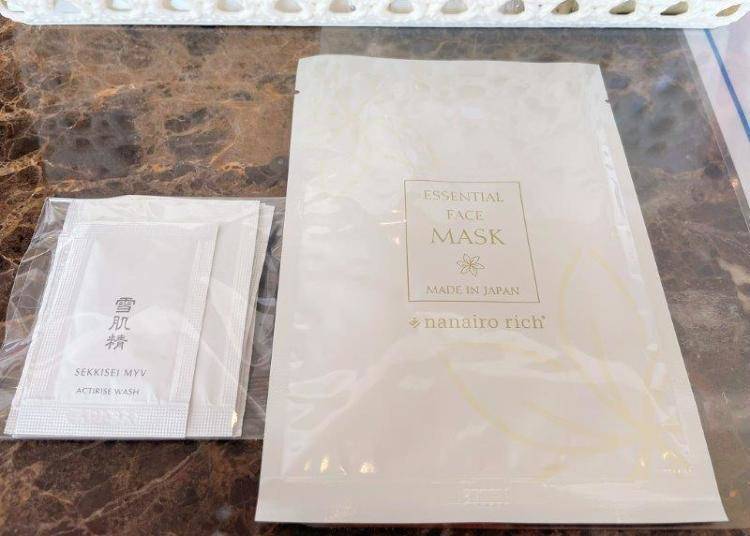 雪
肌
精
SEKKISEI MYV
ACTIRISE WASH
ESSENTIAL
FACE
MASK
MADE IN JAPAN
nanairo rich®